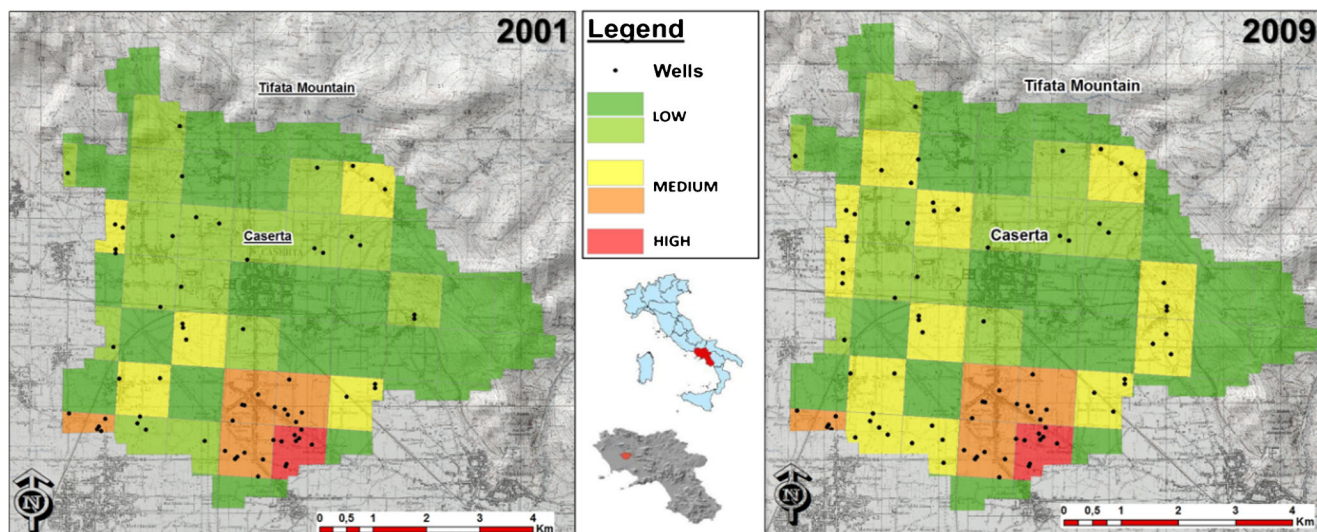 2001
Tifata Mountain
Caserta
N
0 0,5 1 2 3 4
Km
Legend
Wells
LOW
MEDIUM
HIGH
2009
Tifata Mountain
Caserta
N
0 0,5 1 2 3 4
Km